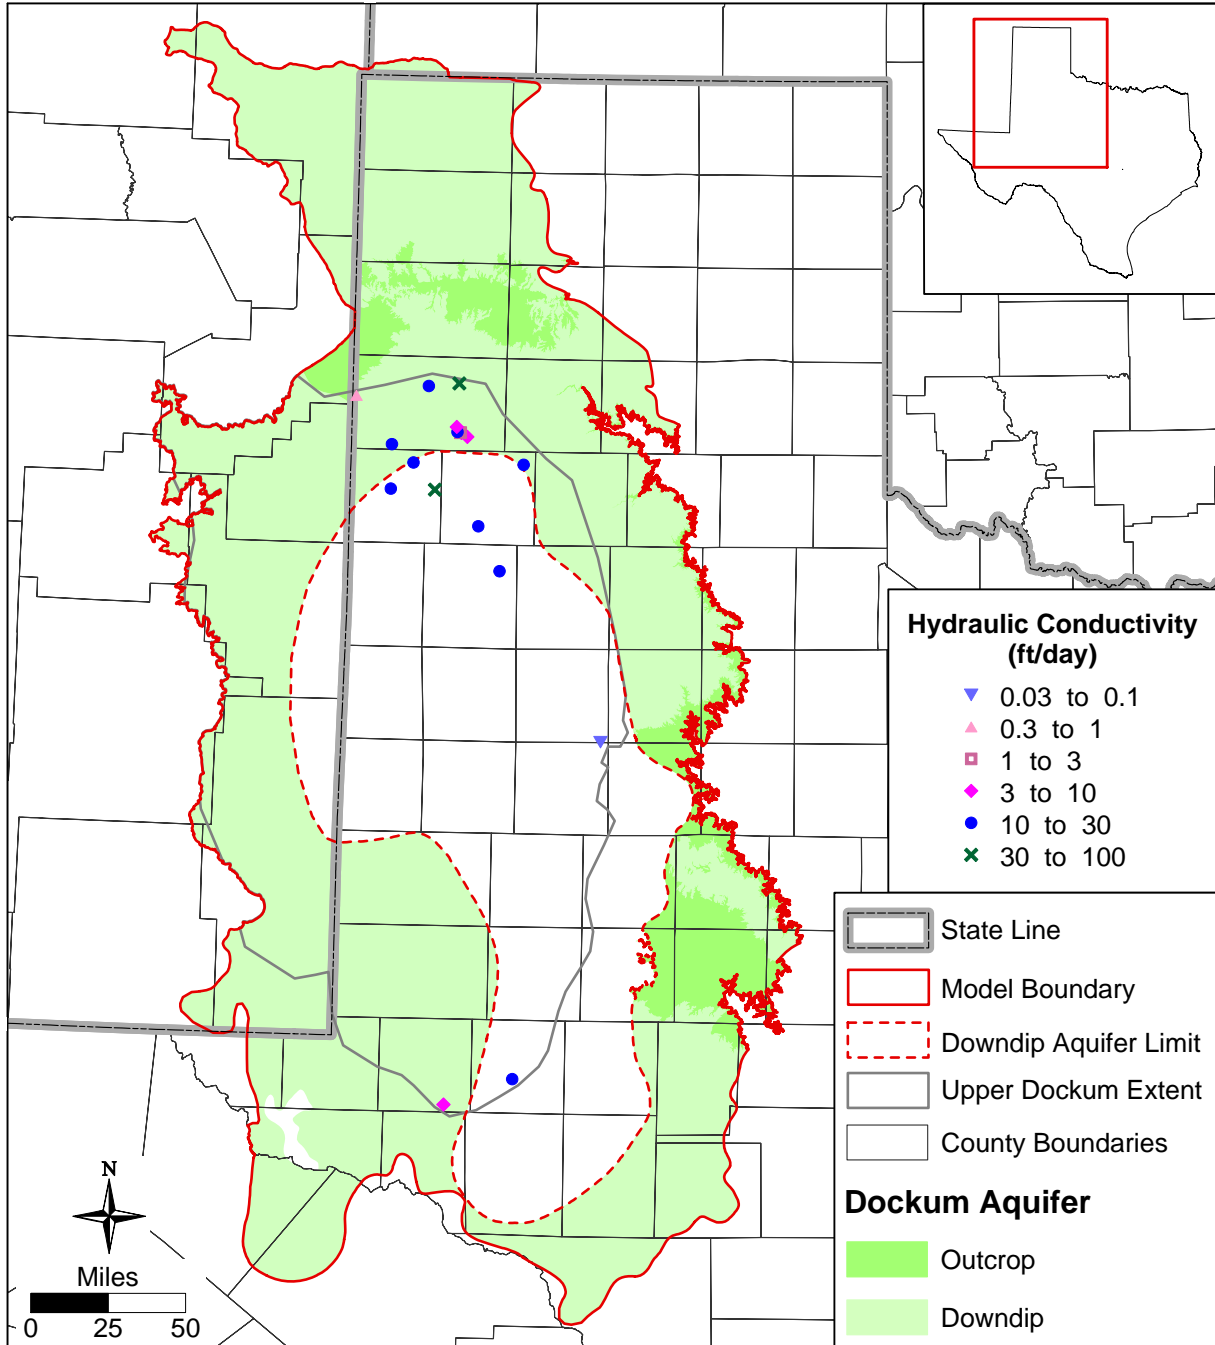 Hydraulic Conductivity
(ft/day)
0.03 to 0.1
0.3 to 1
1 to 3
3 to 10
10 to 30
30 to 100
State Line
Model Boundary
Downdip Aquifer Limit
Upper Dockum Extent
County Boundaries
Dockum Aquifer
Outcrop
Downdip
N
Miles
0 25 50